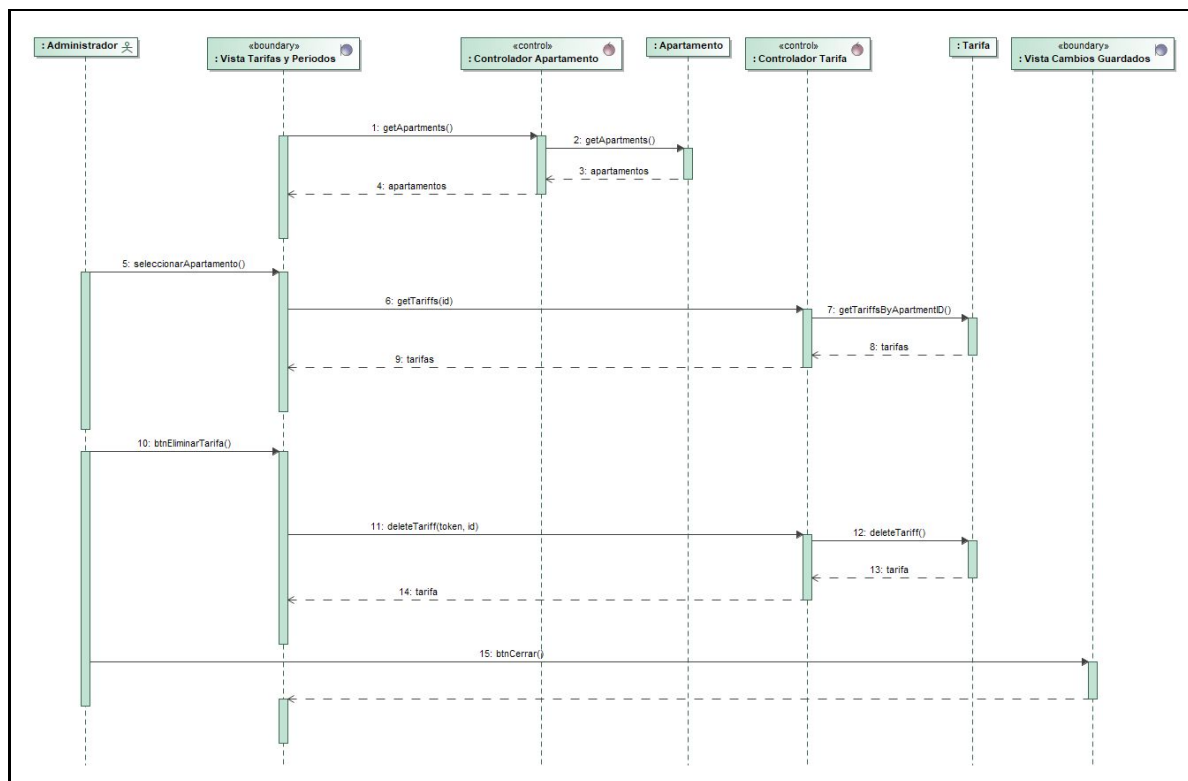 : Administrador
«boundary»
: Vista Tarifas y Periodos
«control»
: Controlador Apartamento
: Apartamento
«control»
: Controlador Tarifa
: Tarifa
«boundary»
: Vista Cambios Guardados
1: getApartments()
2: getApartments()
3: apartamentos
4: apartamentos
5: seleccionarApartamento()
6: getTariffs(id)
7: getTariffsByApartmentID()
8: tarifas
9: tarifas
10: btnEliminarTarifa()
11: deleteTariff(token, id)
12: deleteTariff()
13: tarifa
14: tarifa
15: btnCerrar()